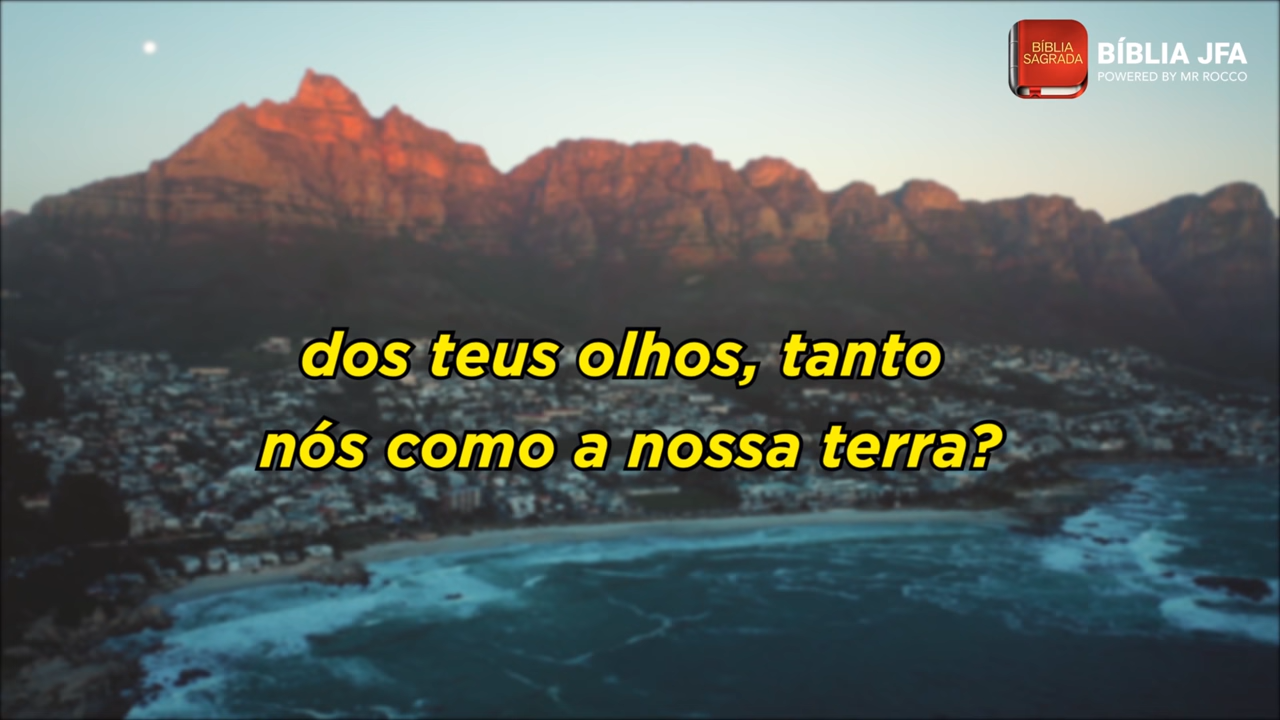 BÍBLIA
SAGRADA
BÍBLIA JFA
POWERED BY MR ROCCO
dos teus olhos, tanto
nós como a nossa terra?